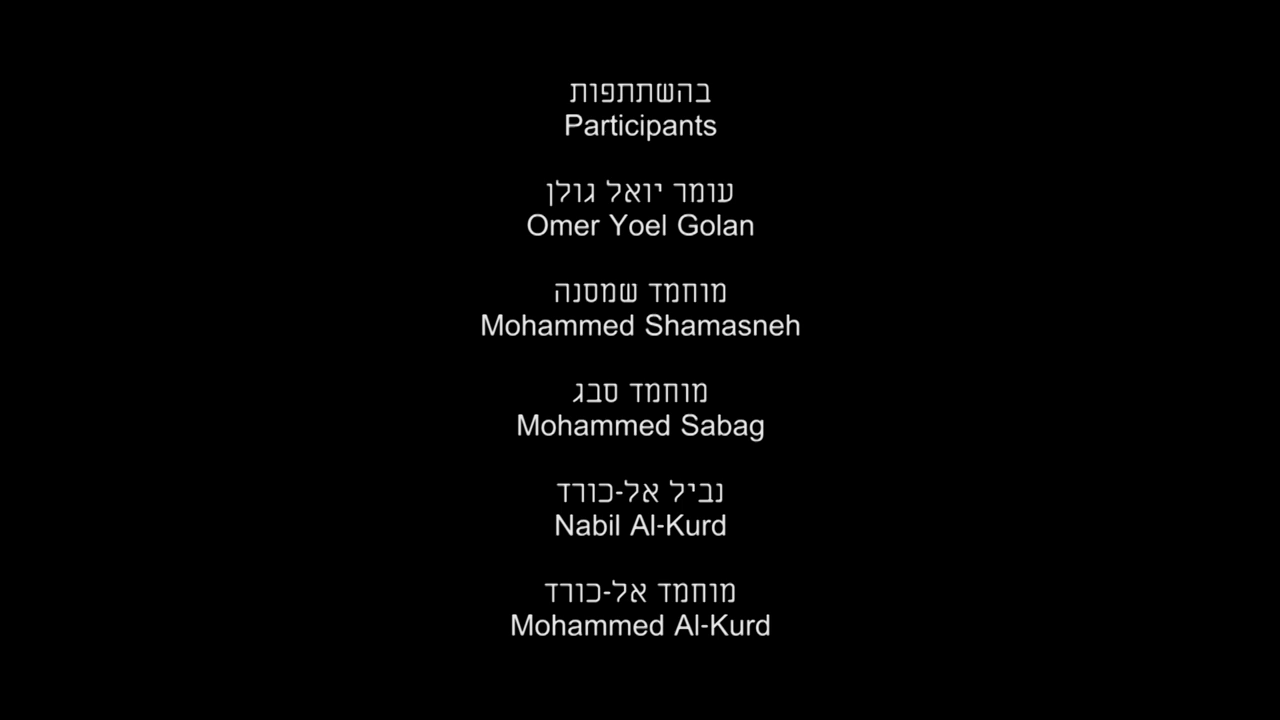 בהשתתפות
Participants
עומר יואל גולן
Omer Yoel Golan
מוחמד שמסנה
Mohammed Shamasneh
מוחמד סבג
Mohammed Sabag
נביל אל-כורד
Nabil Al-Kurd
מוחמד אל-כורד
Mohammed Al-Kurd